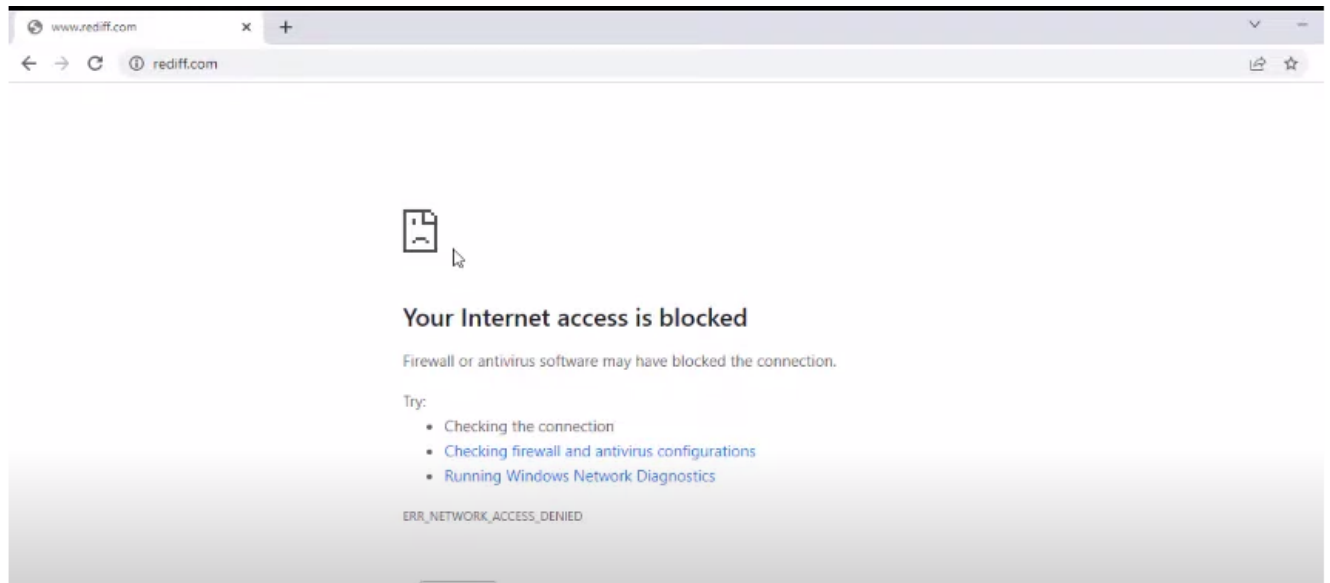 www.rediff.com
rediff.com
Your Internet access is blocked
Firewall or antivirus software may have blocked the connection.
Try:
• Checking the connection
• Checking firewall and antivirus configurations
• Running Windows Network Diagnostics
ERR_NETWORK_ACCESS_DENIED